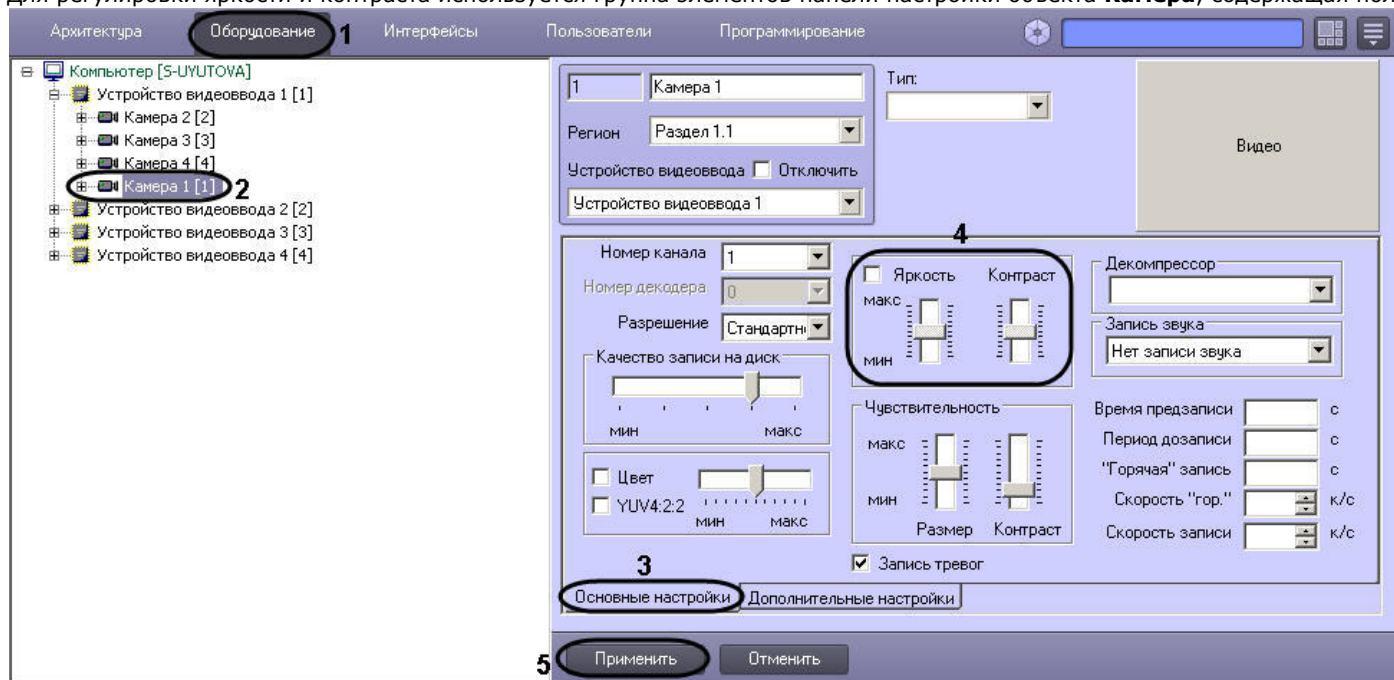 Для регулировки яркости и контраста используется группа элементов панели настройки объекта Камера, содержащая пол
Архитектура Оборудование 1 Интерфейсы Пользователи Программирование
Компьютер [S-UYUTOVA]
Устройство видеоввода 1 [1]
Камера 2 [2]
Камера 3 [3]
Камера 4 [4]
Камера 1 [1] 2
Устройство видеоввода 2 [2]
Устройство видеоввода 3 [3]
Устройство видеоввода 4 [4]
1 Камера 1
Регион Раздел 1.1
Устройство видеоввода Отключить
Устройство видеоввода 1
Тип:
Видео
Номер канала 1
Номер декодера 0
Разрешение Стандартн
Качество записи на диск
мин макс
Цвет
YUV4:2:2
мин макс
4
Яркость Контраст
макс
мин
Чувствительность
макс
мин
Размер Контраст
Запись тревог
Декомпрессор
Запись звука
Нет записи звука
Время предзаписи с
Период дозаписи с
"Горячая" запись с
Скорость "гор." к/с
Скорость записи к/с
3
Основные настройки Дополнительные настройки
5 Применить Отменить